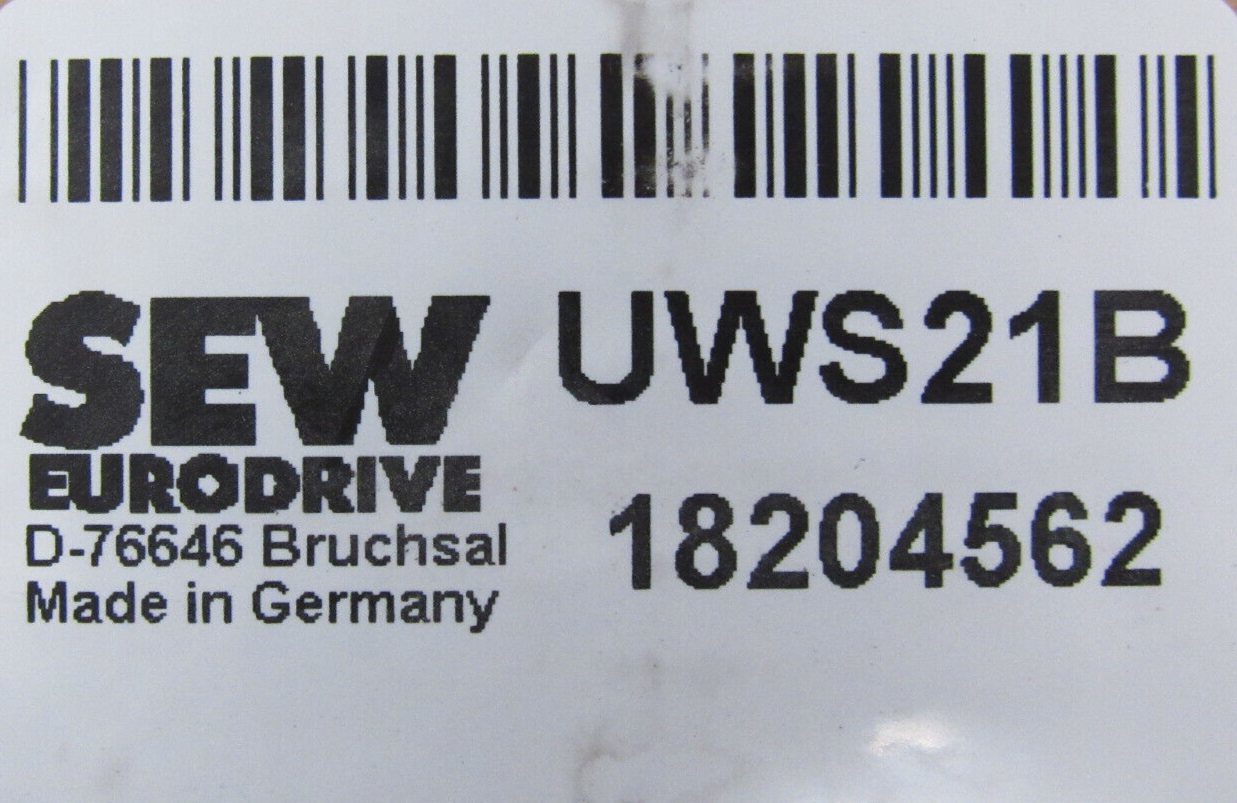 SEW
EURODRIVE
D-76646 Bruchsal
Made in Germany
UWS21B
18204562